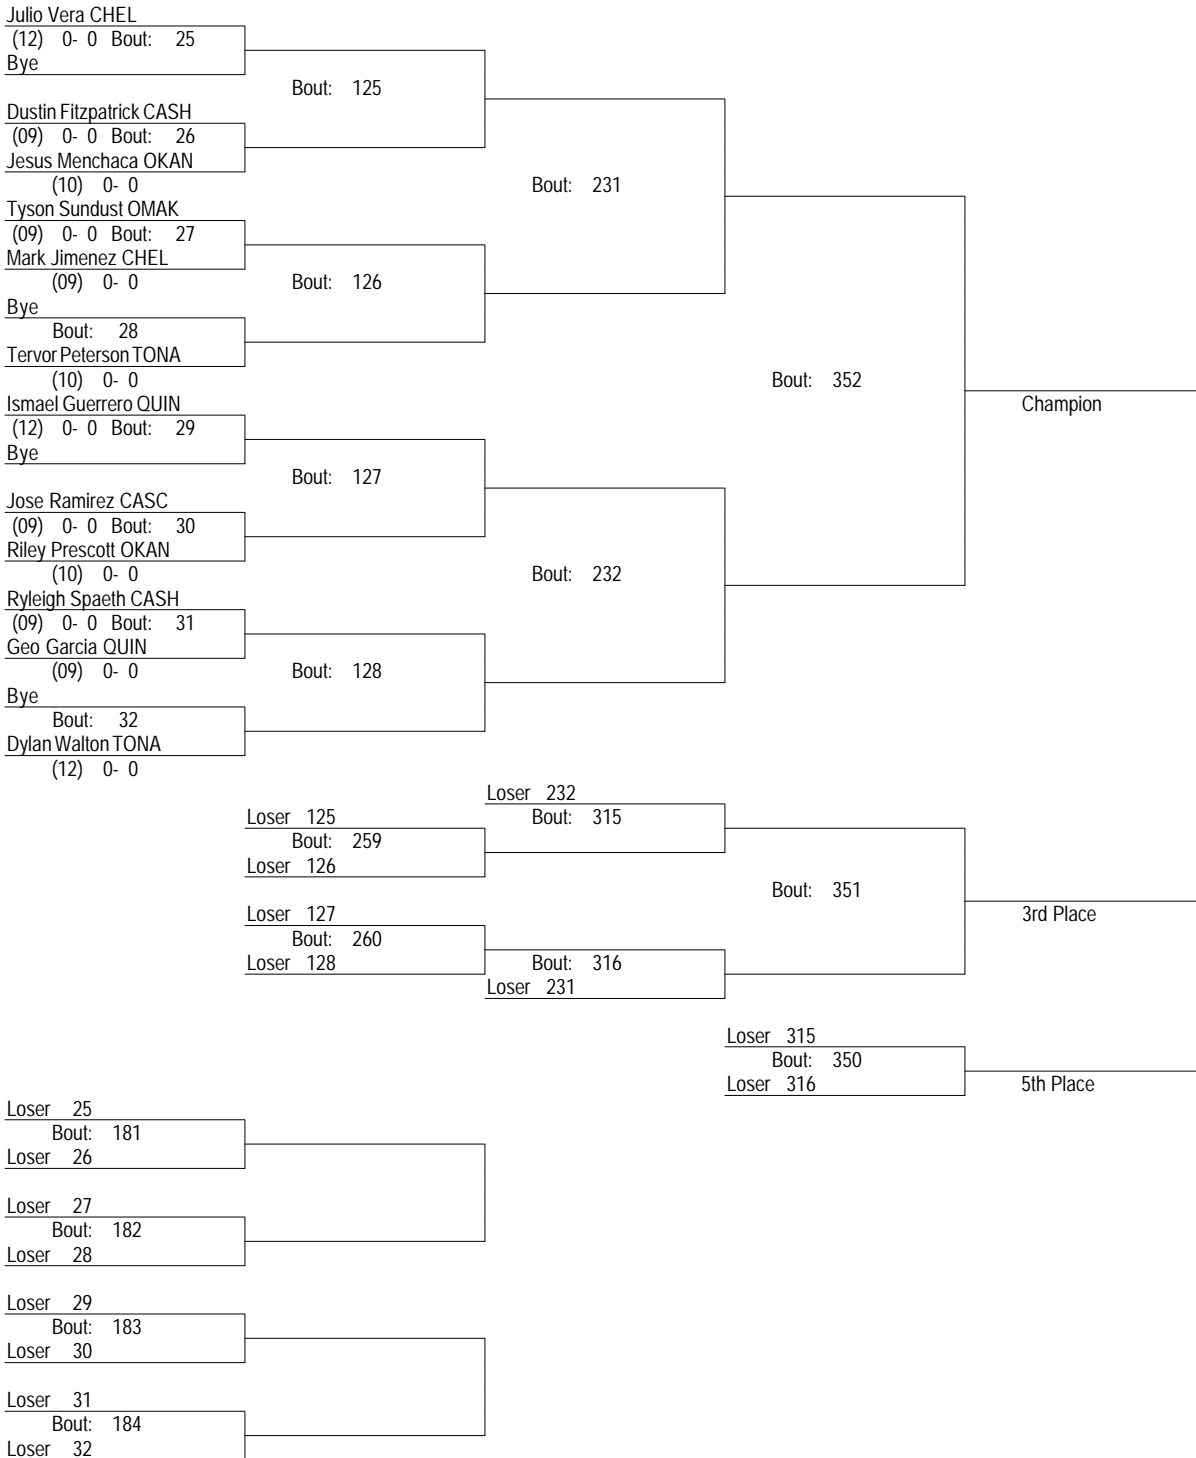 Julio Vera CHEL
(12) 0- 0 Bout: 25
Bye
Bout: 125
Dustin Fitzpatrick CASH
(09) 0- 0 Bout: 26
Jesus Menchaca OKAN
(10) 0- 0
Bout: 231
Tyson Sundust OMAK
(09) 0- 0 Bout: 27
Mark Jimenez CHEL
(09) 0- 0
Bout: 126
Bye
Bout: 28
Tervor Peterson TONA
(10) 0- 0
Bout: 352
Ismael Guerrero QUIN
Champion
(12) 0- 0 Bout: 29
Bye
Bout: 127
Jose Ramirez CASC
(09) 0- 0 Bout: 30
Riley Prescott OKAN
(10) 0- 0
Bout: 232
Ryleigh Spaeth CASH
(09) 0- 0 Bout: 31
Geo Garcia QUIN
(09) 0- 0
Bout: 128
Bye
Bout: 32
Dylan Walton TONA
(12) 0- 0
Loser 232
Loser 125
Bout: 315
Bout: 259
Loser 126
Bout: 351
Loser 127
3rd Place
Bout: 260
Loser 128
Bout: 316
Loser 231
Loser 315
Bout: 350
Loser 316
5th Place
Loser 25
Bout: 181
Loser 26
Loser 27
Bout: 182
Loser 28
Loser 29
Bout: 183
Loser 30
Loser 31
Bout: 184
Loser 32